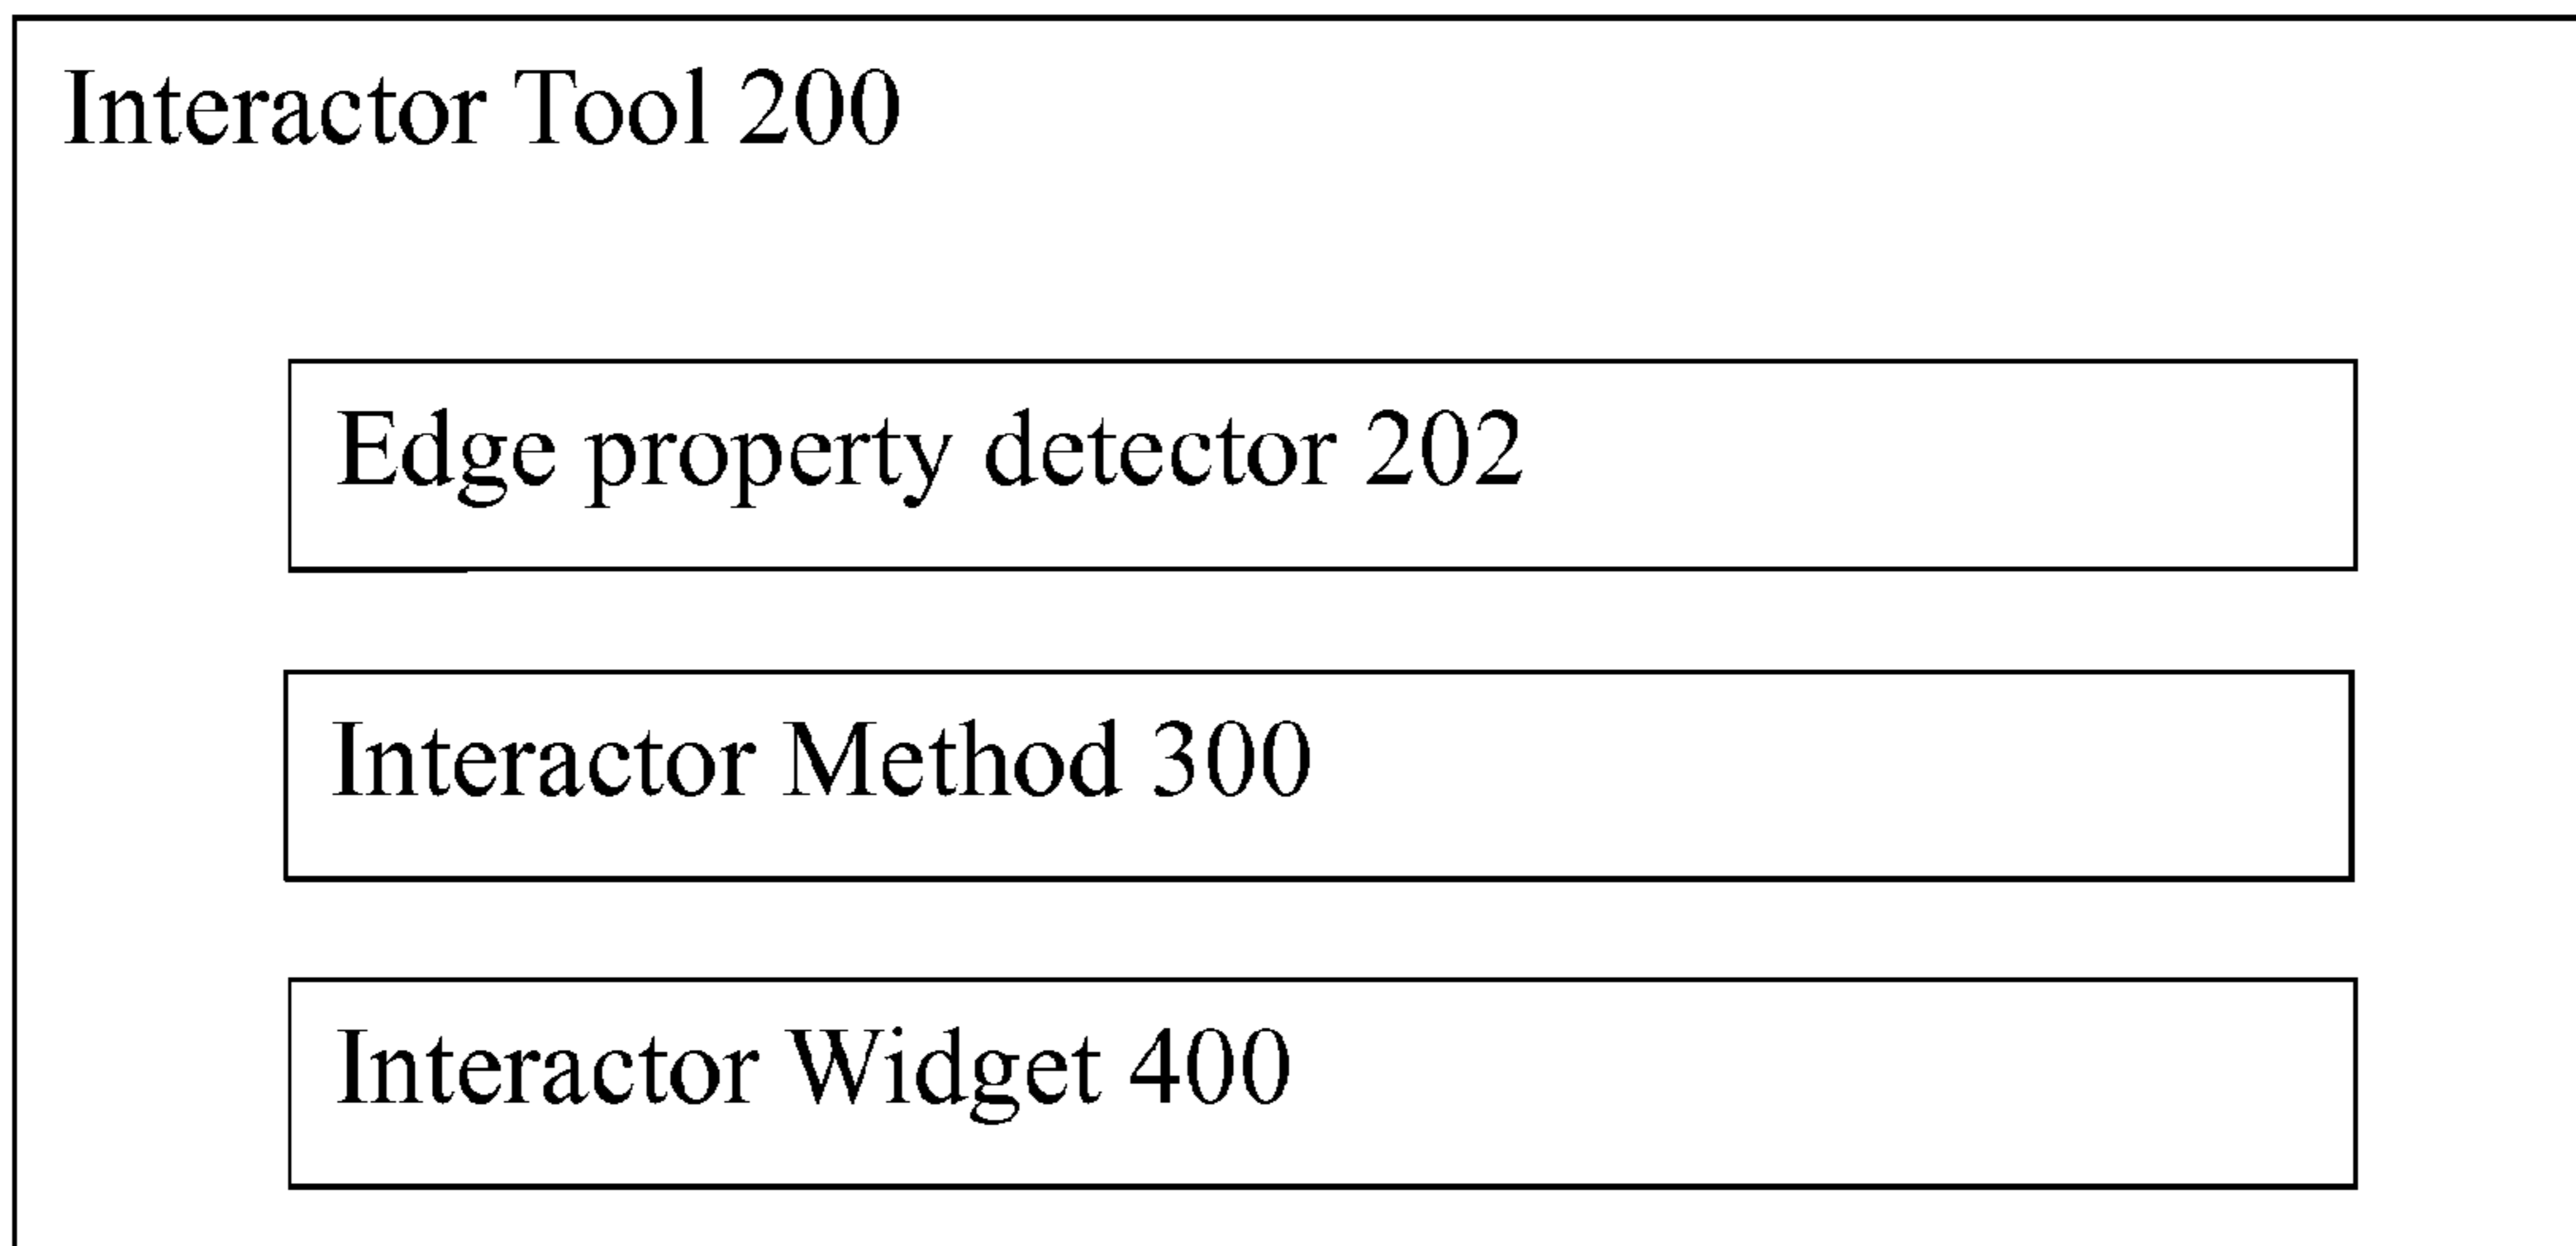 Interactor Tool 200
Edge property detector 202
Interactor Method 300
Interactor Widget 400